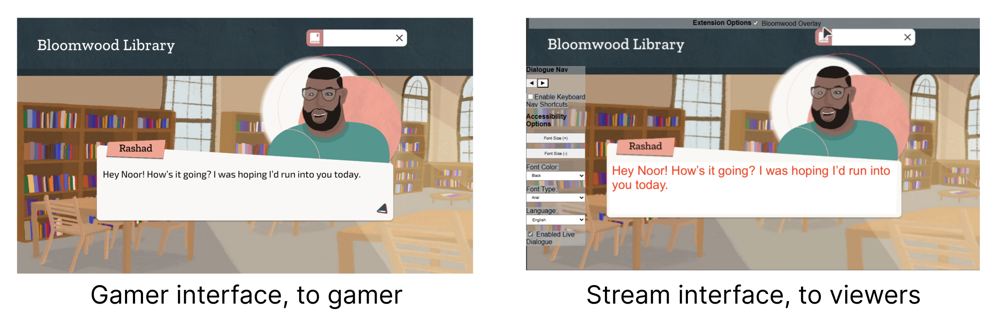 Bloomwood Library
Rashad
Hey Noor! How’s it going? I was hoping I’d run into you today.
Gamer interface, to gamer
Extension Options Bloomwood Overlay
Bloomwood Library
Dialogue Nav
Enable Keyboard
Nav Shortcuts
Accessibility
Options
Font Size (+)
Font Size (-)
Font Color:
Black
Font Type:
Arial
Language:
English
Enabled Live
Dialogue
Rashad
Hey Noor! How’s it going? I was hoping I’d run into
you today.
Stream interface, to viewers